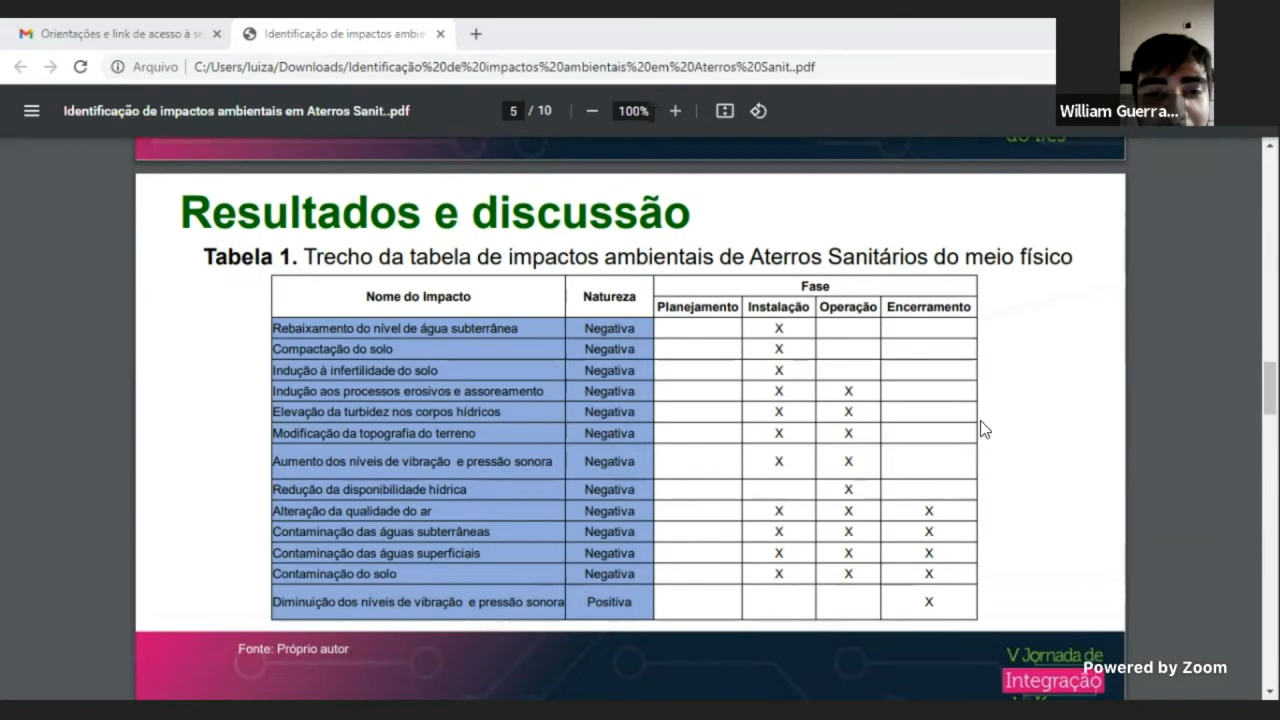 Orientações e link de acesso à se
Identificação de impactos ambie
Arquivo
C:/Users/luiza/Downloads/Identificação%20de%20impactos%20ambientais%20em%20Aterros%20Sanit..pdf
William Guerra...
Identificação de impactos ambientais em Aterros Sanit..pdf
5 / 10
100%
Resultados e discussão
Tabela 1. Trecho da tabela de impactos ambientais de Aterros Sanitários do meio físico
Nome do Impacto Natureza Fase
Planejamento Instalação Operação Encerramento
Rebaixamento do nível de água subterrânea Negativa X
Compactação do solo Negativa X
Indução à infertilidade do solo Negativa X
Indução aos processos erosivos e assoreamento Negativa X X
Elevação da turbidez nos corpos hídricos Negativa X X
Modificação da topografia do terreno Negativa X X
Aumento dos níveis de vibração e pressão sonora Negativa X X
Redução da disponibilidade hídrica Negativa X
Alteração da qualidade do ar Negativa X X X
Contaminação das águas subterrâneas Negativa X X X
Contaminação das águas superficiais Negativa X X X
Contaminação do solo Negativa X X X
Diminuição dos níveis de vibração e pressão sonora Positiva X
Fonte: Próprio autor
V Jornada de
Integração
Powered by Zoom